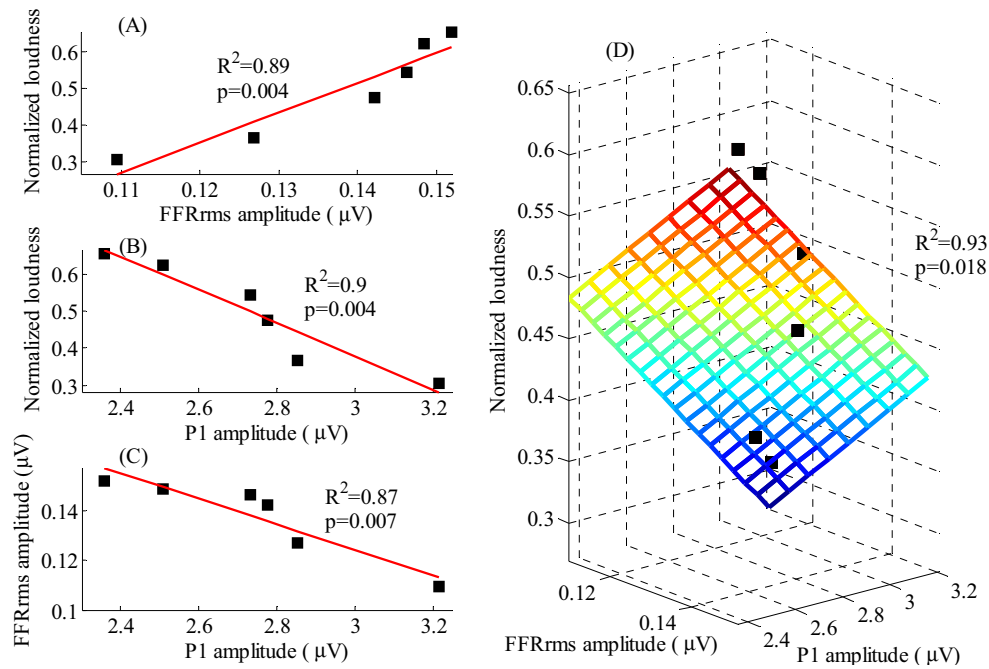 (A)
Normalized loudness
0.6
0.5
0.4
0.3
R²=0.89
p=0.004
0.11 0.12 0.13 0.14 0.15
FFRrms amplitude ( µV)
(B)
Normalized loudness
0.6
0.5
0.4
0.3
R²=0.9
p=0.004
2.4 2.6 2.8 3 3.2
P1 amplitude ( µV)
(C)
FFRrms amplitude (µV)
0.14
0.12
0.1
R²=0.87
p=0.007
2.4 2.6 2.8 3 3.2
P1 amplitude ( µV)
(D)
Normalized loudness
0.65
0.6
0.55
0.5
0.45
0.4
0.35
0.3
R²=0.93
p=0.018
0.12 0.14
FFRrms amplitude ( µV)
2.4 2.6 2.8 3 3.2
P1 amplitude ( µV)